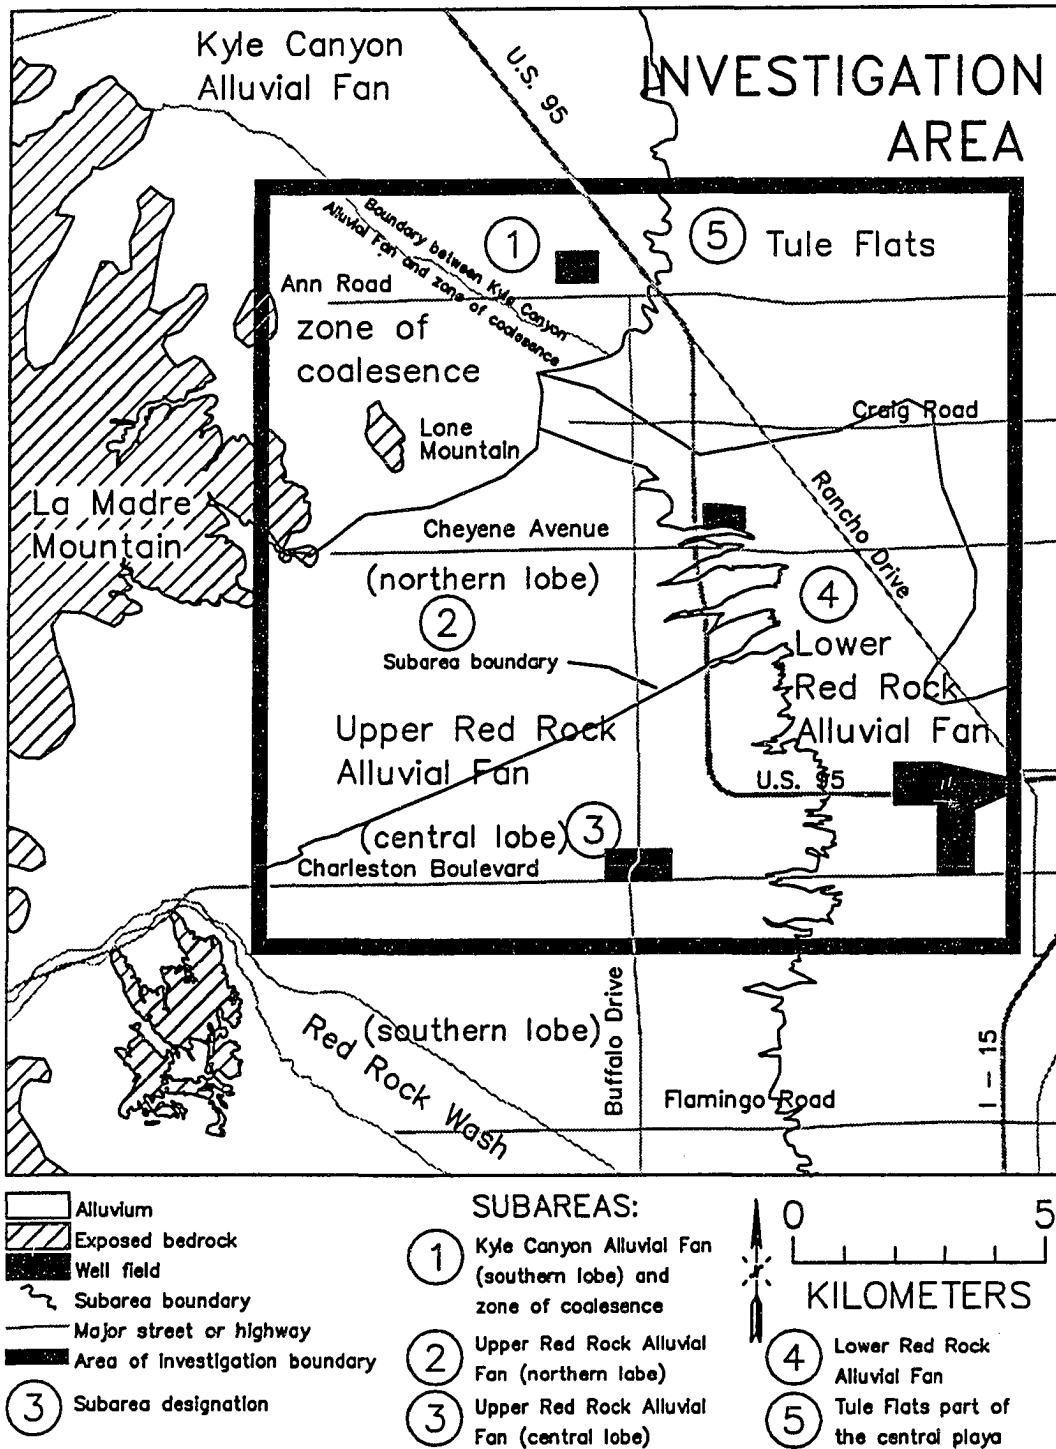 Kyle Canyon
Alluvial Fan
U.S. 95
INVESTIGATION
AREA
Boundary between Kyle Canyon
Alluvial Fan and zone of coalesence
1
5
Tule Flats
Ann Road
zone of
coalesence
Lone
Mountain
Craig Road
La Madre
Mountain
Rancho Drive
Cheyene Avenue
(northern lobe)
2
4
Subarea boundary
Lower
Red Rock
Alluvial Fan
Upper Red Rock
Alluvial Fan
U.S. 95
(central lobe)
3
Charleston Boulevard
Buffalo Drive
(southern lobe)
Red Rock Wash
I-15
Flamingo Road
Alluvium
Exposed bedrock
Well field
Subarea boundary
Major street or highway
Area of investigation boundary
3 Subarea designation
SUBAREAS:
1 Kyle Canyon Alluvial Fan
(southern lobe) and
zone of coalesence
2 Upper Red Rock Alluvial
Fan (northern lobe)
3 Upper Red Rock Alluvial
Fan (central lobe)
0 5
KILOMETERS
4 Lower Red Rock
Alluvial Fan
5 Tule Flats part of
the central playa